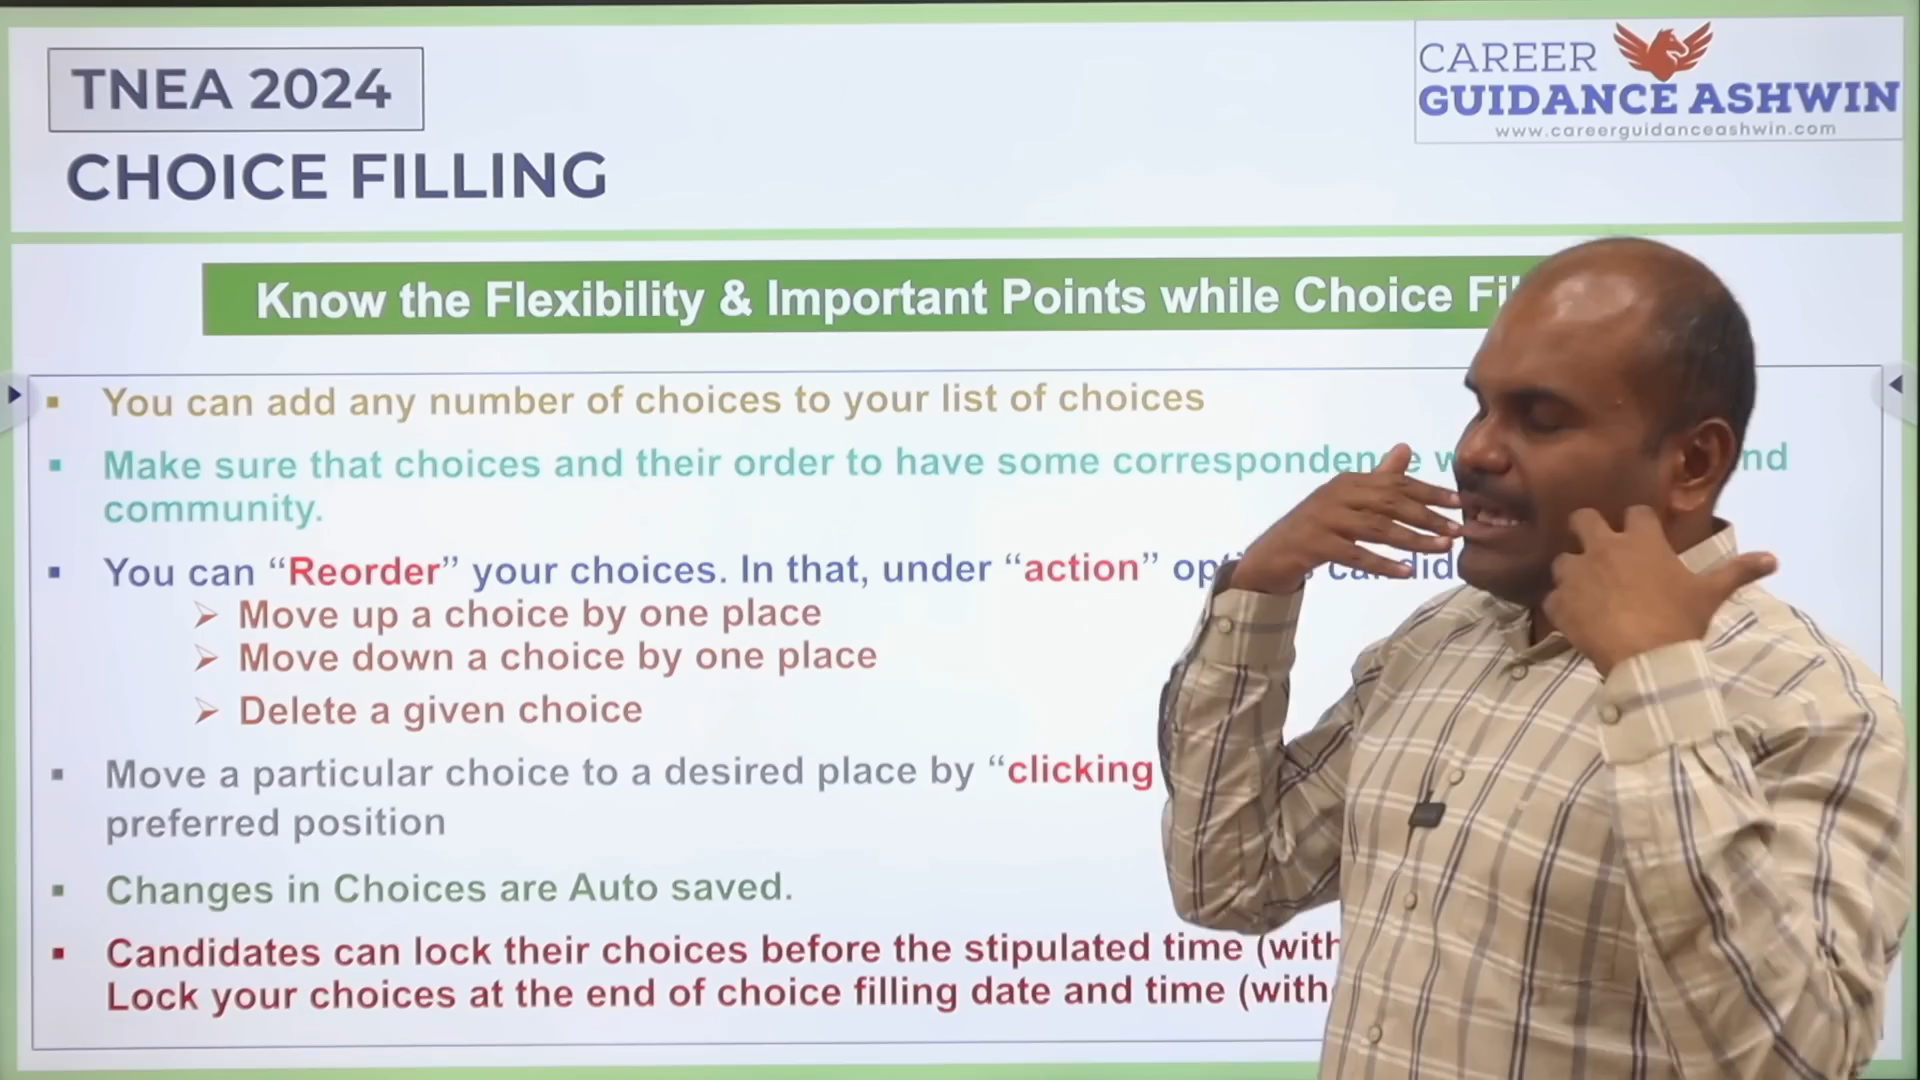 TNEA 2024
CAREER
GUIDANCE ASHWIN
www.careerguidanceashwin.com
CHOICE FILLING
Know the Flexibility & Important Points while Choice
▪ You can add any number of choices to your list of choices
▪ Make sure that choices and their order to have some correspondence
community.
▪ You can “Reorder” your choices. In that, under “action”
➢ Move up a choice by one place
➢ Move down a choice by one place
➢ Delete a given choice
▪ Move a particular choice to a desired place by “clicking
preferred position
▪ Changes in Choices are Auto saved.
▪ Candidates can lock their choices before the stipulated time
Lock your choices at the end of choice filling date and time